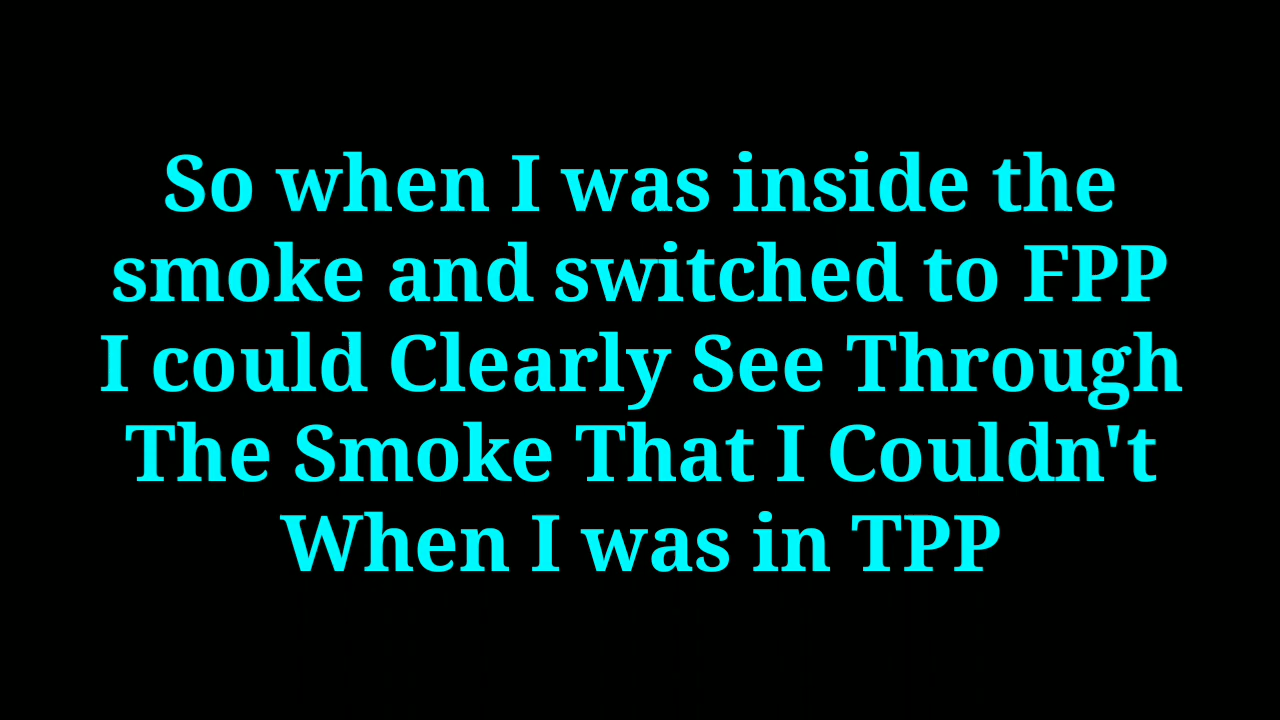 So when I was inside the
smoke and switched to FPP
I could Clearly See Through
The Smoke That I Couldn't
When I was in TPP